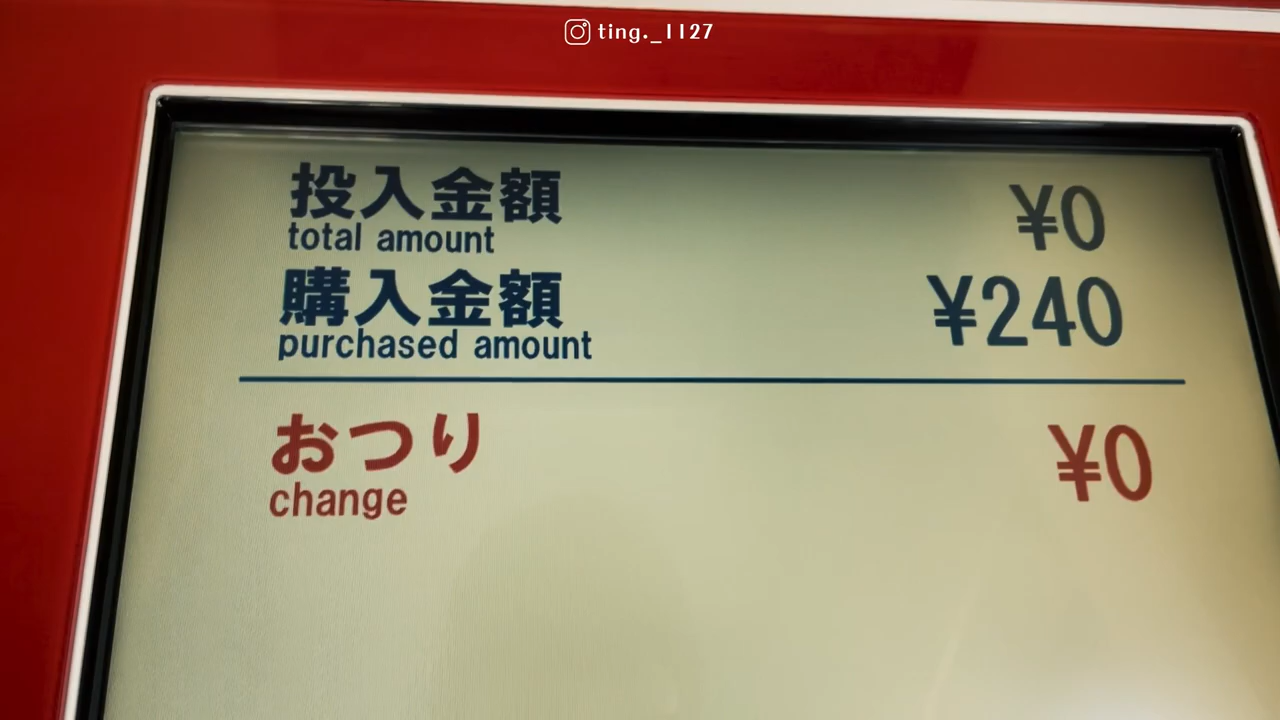 ting._1127
投入金額 ¥0
total amount
購入金額 ¥240
purchased amount
おつり ¥0
change